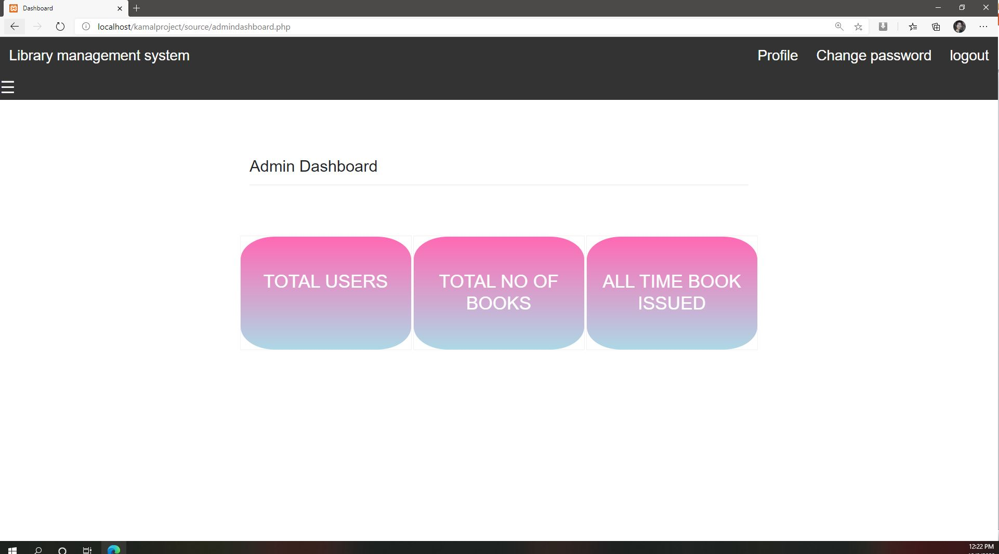 Dashboard
localhost/kamalproject/source/admindashboard.php
Library management system
Profile
Change password
logout
Admin Dashboard
TOTAL USERS
TOTAL NO OF
BOOKS
ALL TIME BOOK
ISSUED
12:22 PM